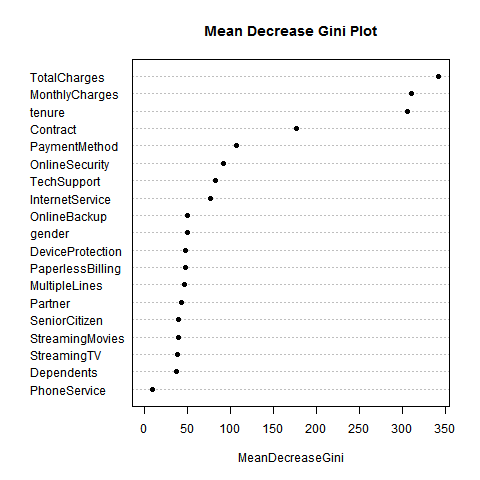 Mean Decrease Gini Plot
TotalCharges
MonthlyCharges
tenure
Contract
PaymentMethod
OnlineSecurity
TechSupport
InternetService
OnlineBackup
gender
DeviceProtection
PaperlessBilling
MultipleLines
Partner
SeniorCitizen
StreamingMovies
StreamingTV
Dependents
PhoneService
0 50 100 150 200 250 300 350
MeanDecreaseGini